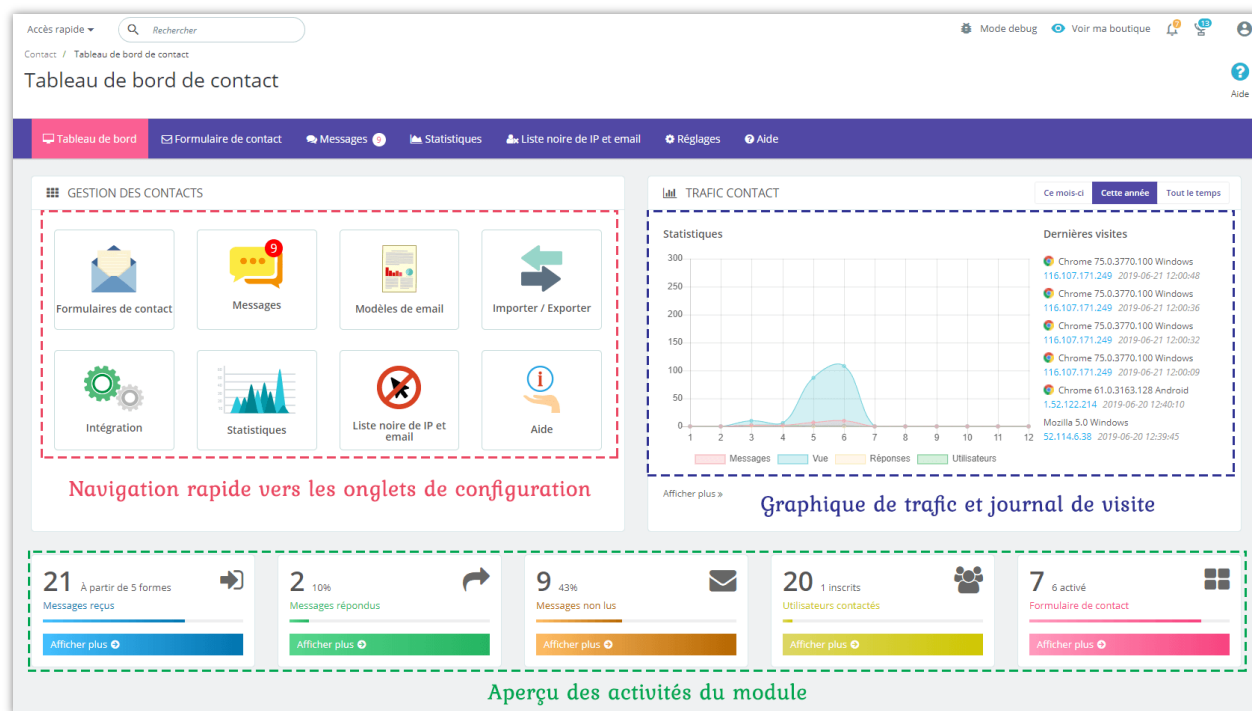 Accès rapide
Rechercher
Mode debug
Voir ma boutique
2
13
Contact / Tableau de bord de contact
Tableau de bord de contact
Aide
Tableau de bord
Formulaire de contact
Messages 9
Statistiques
Liste noire de IP et email
Réglages
Aide
GESTION DES CONTACTS
Formulaires de contact
9
Messages
Modèles de email
Importer / Exporter
Intégration
Statistiques
Liste noire de IP et
email
Aide
Navigation rapide vers les onglets de configuration
TRAFIC CONTACT
Ce mois-ci
Cette année
Tout le temps
Statistiques
300
250
200
150
100
50
0
1 2 3 4 5 6 7 8 9 10 11 12
Messages Vue Réponses Utilisateurs
Dernières visites
Chrome 75.0.3770.100 Windows
116.107.171.249 2019-06-21 12:00:48
Chrome 75.0.3770.100 Windows
116.107.171.249 2019-06-21 12:00:36
Chrome 75.0.3770.100 Windows
116.107.171.249 2019-06-21 12:00:32
Chrome 75.0.3770.100 Windows
116.107.171.249 2019-06-21 12:00:09
Chrome 61.0.3163.128 Android
1.52.122.214 2019-06-20 12:40:10
Mozilla 5.0 Windows
52.114.6.38 2019-06-20 12:39:45
Afficher plus »
Graphique de trafic et journal de visite
21 À partir de 5 formes
Messages reçus
Afficher plus
2 10%
Messages répondus
Afficher plus
9 43%
Messages non lus
Afficher plus
20 1 inscrits
Utilisateurs contactés
Afficher plus
7 6 activé
Formulaire de contact
Afficher plus
Aperçu des activités du module